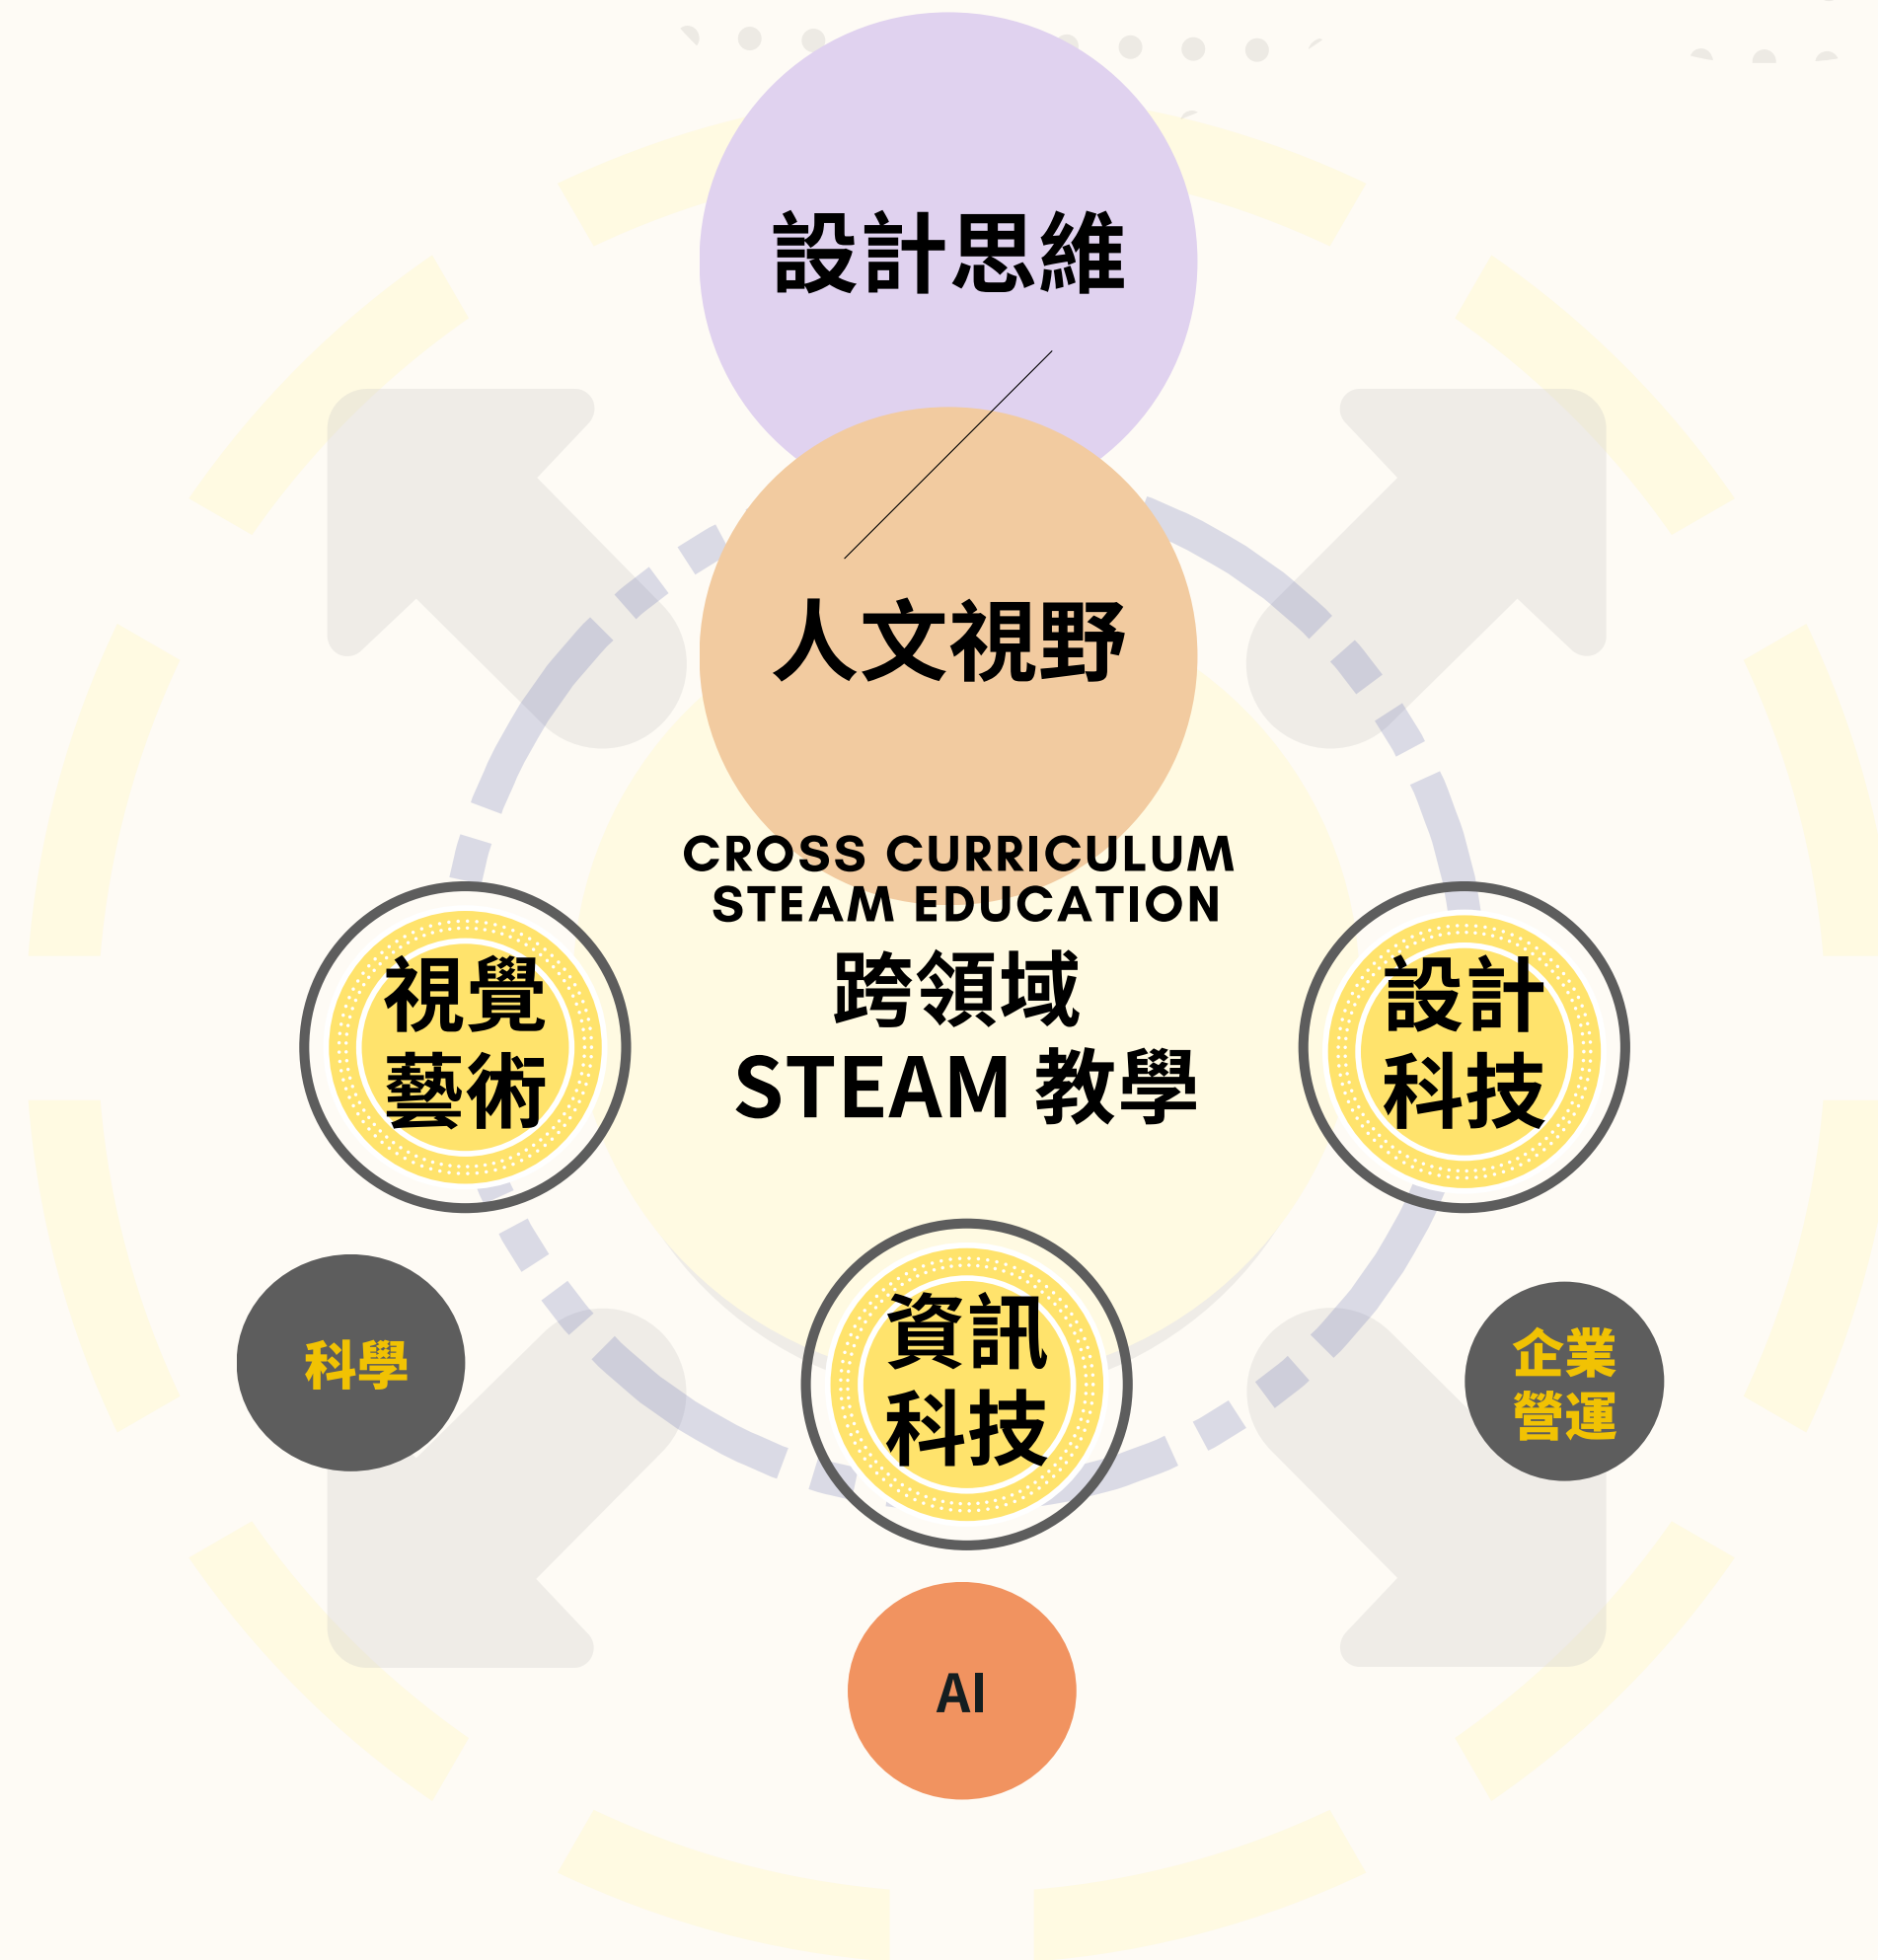 設計思維
人文視野
CROSS CURRICULUM
STEAM EDUCATION
跨領域
STEAM 教學
視覺
藝術
設計
科技
資訊
科技
科學
企業
營運
AI